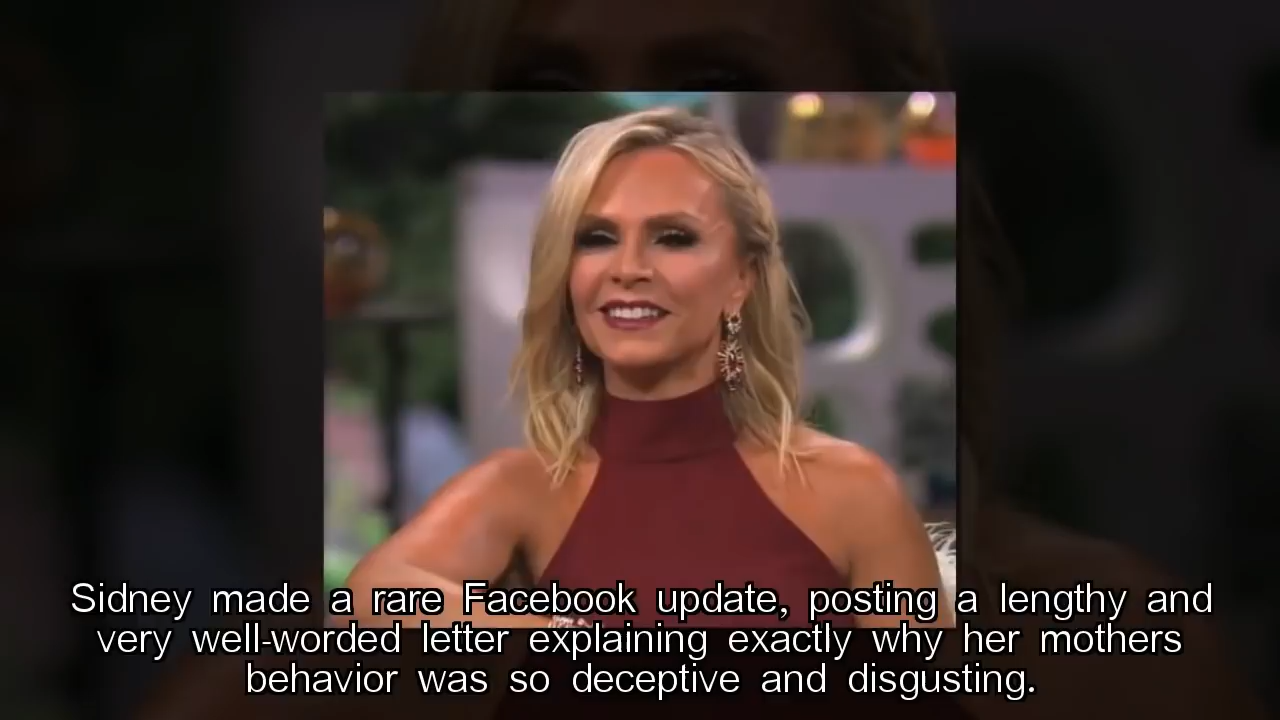 Sidney made a rare Facebook update, posting a lengthy and
very well-worded letter explaining exactly why her mothers
behavior was so deceptive and disgusting.